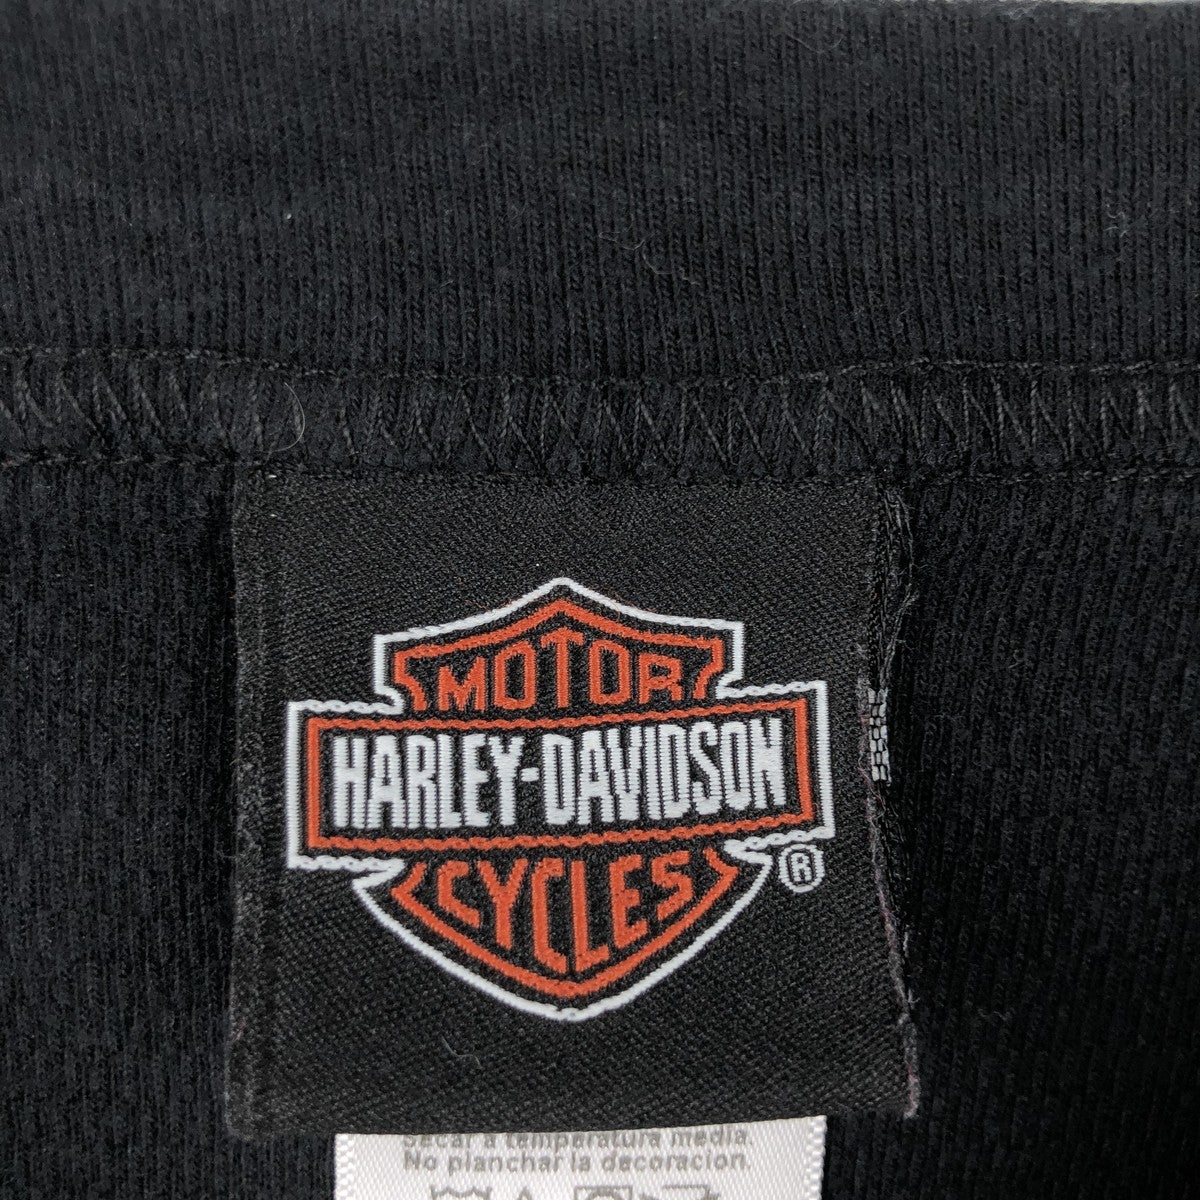 MOTOR
HARLEY-DAVIDSON
CYCLES
®
Secar a temperatura media.
No planchar la decoracion.